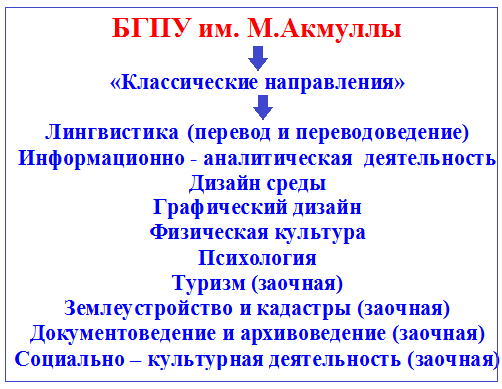 БГПУ им. М.Акмуллы
«Классические направления»
Лингвистика (перевод и переводоведение)
Информационно - аналитическая деятельность
Дизайн среды
Графический дизайн
Физическая культура
Психология
Туризм (заочная)
Землеустройство и кадастры (заочная)
Документоведение и архивоведение (заочная)
Социально – культурная деятельность (заочная)